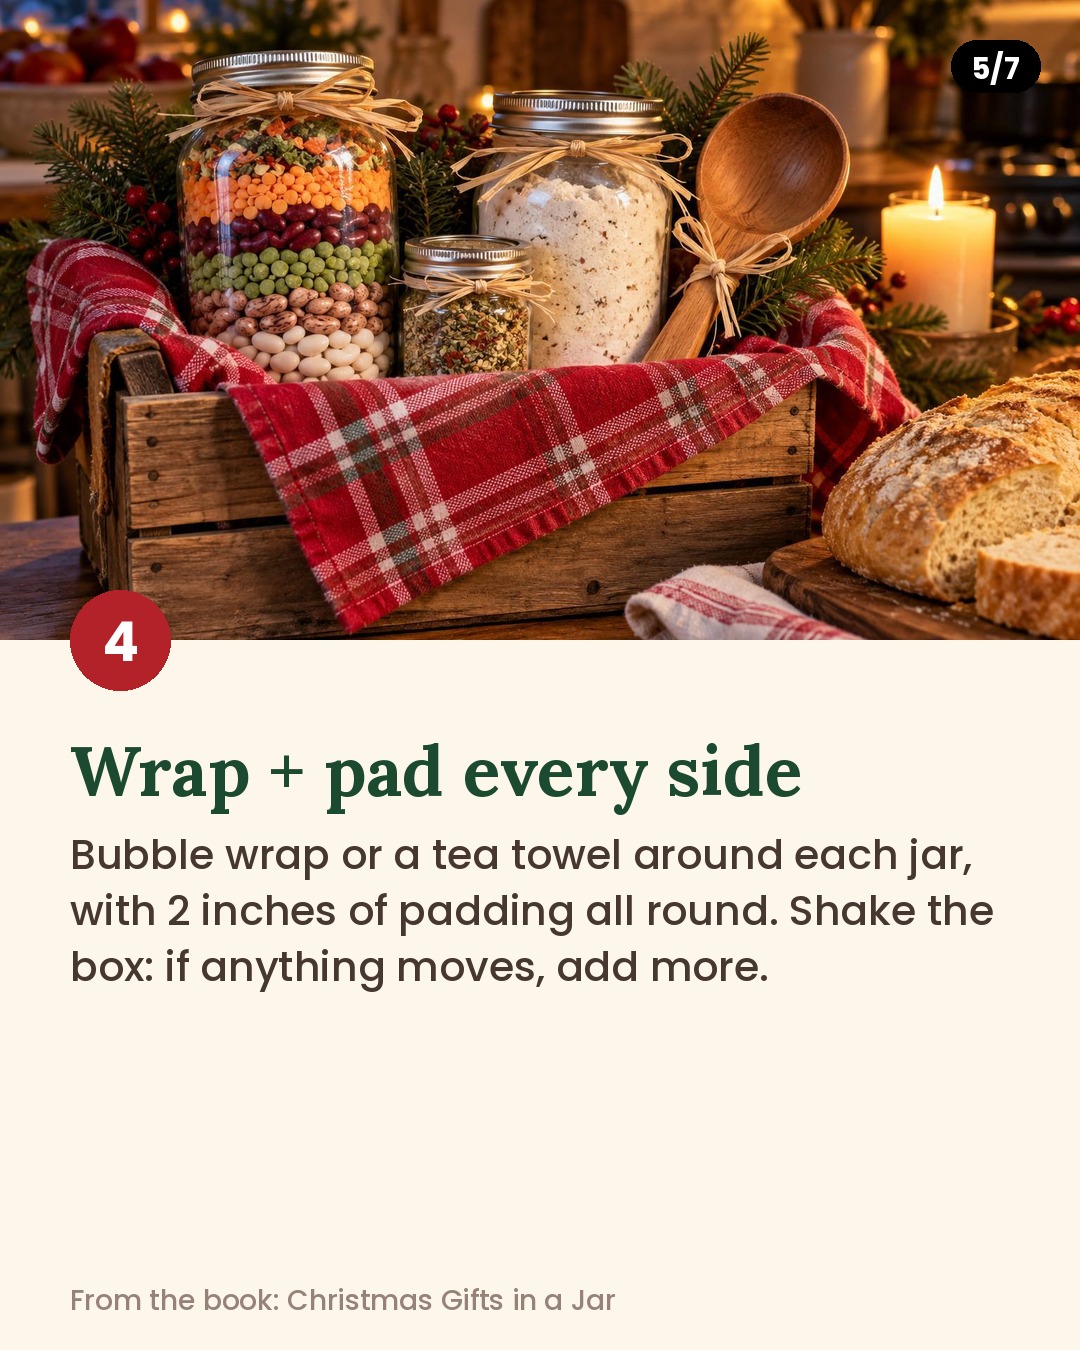 5/7
4
Wrap + pad every side
Bubble wrap or a tea towel around each jar,
with 2 inches of padding all round. Shake the
box: if anything moves, add more.
From the book: Christmas Gifts in a Jar